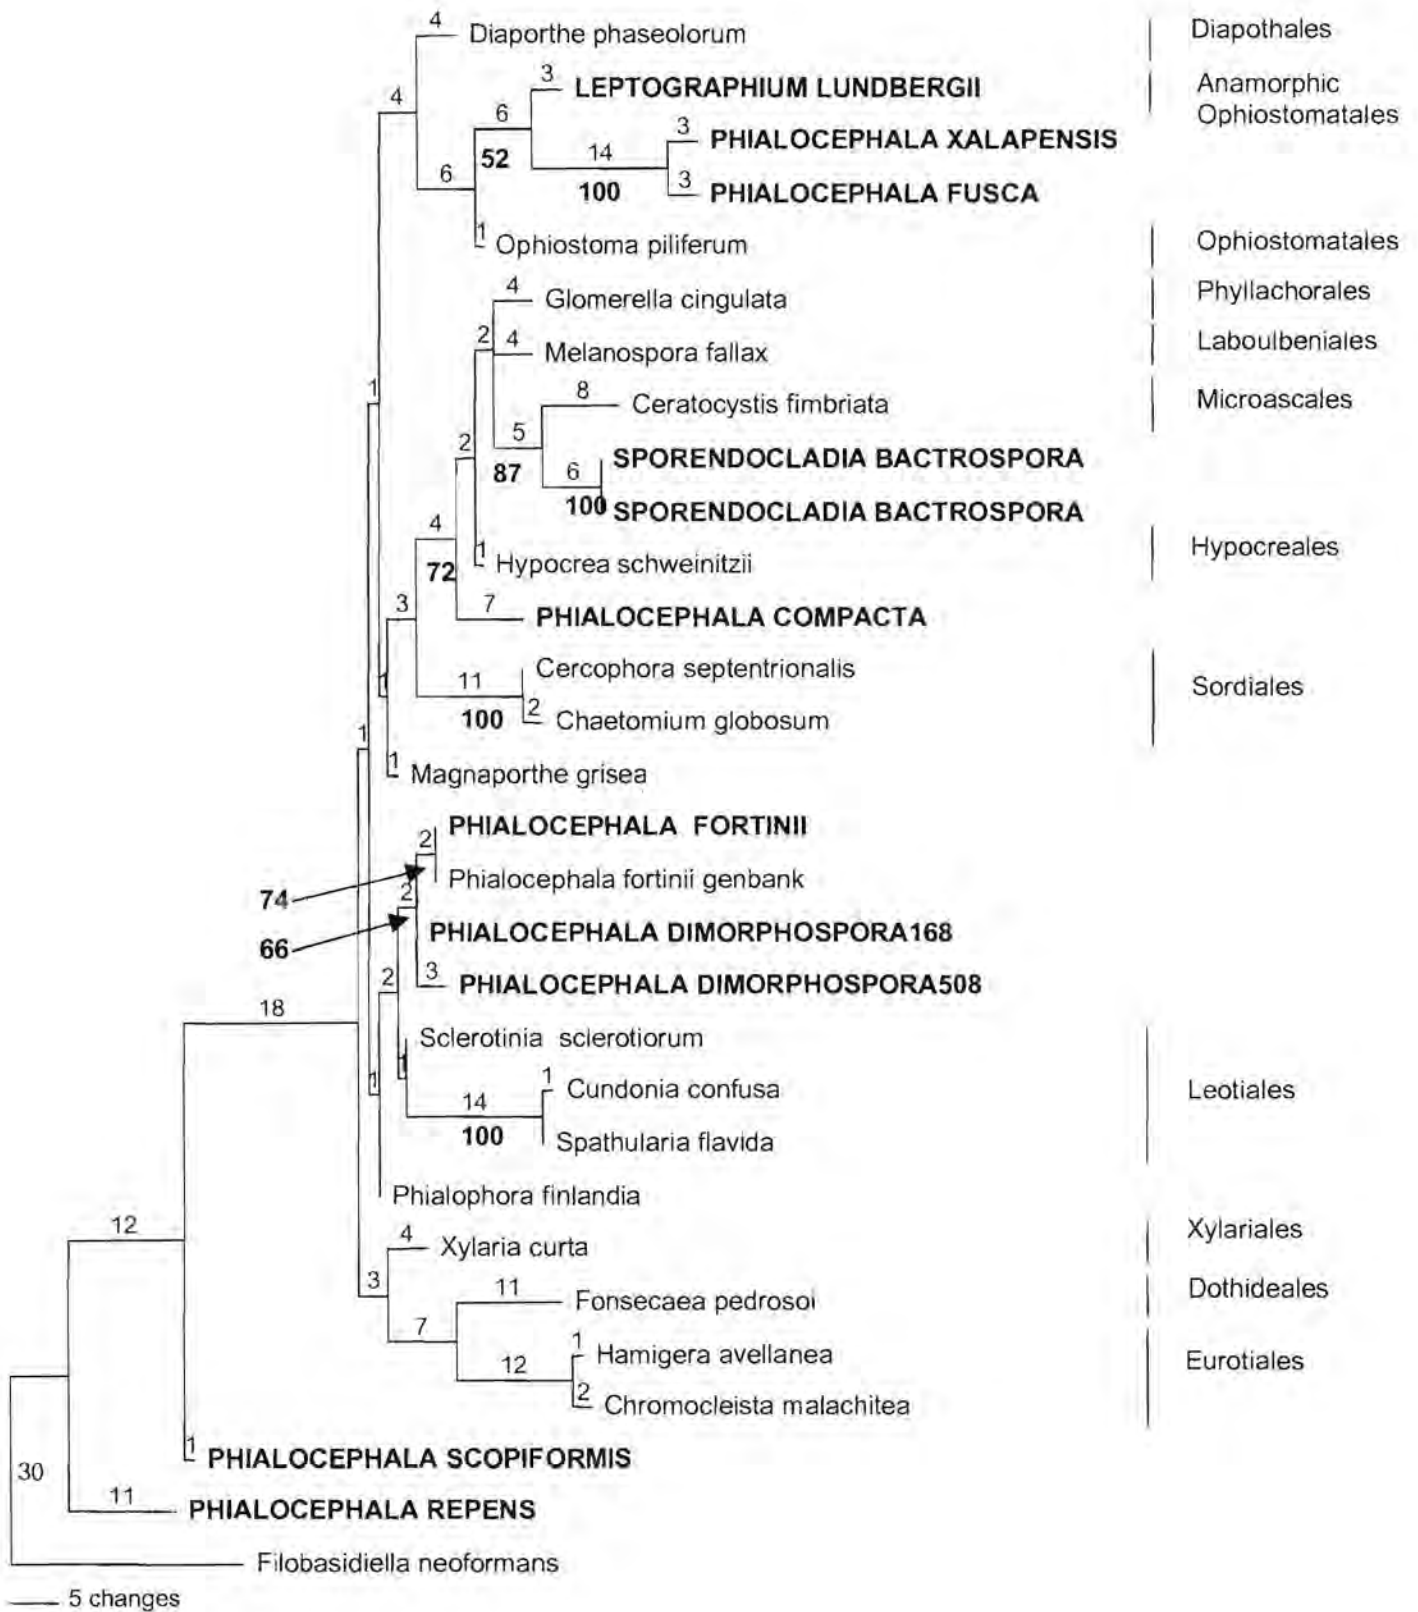 4 Diaporthe phaseolorum Diapothales
3 LEPTOGRAPHIUM LUNDBERGII Anamorphic
4 6 Ophiostomatales
3 PHIALOCEPHALA XALAPENSIS
52 14
6 100 3 PHIALOCEPHALA FUSCA
1 Ophiostoma piliferum Ophiostomatales
4 Glomerella cingulata Phyllachorales
2 4 Melanospora fallax Laboulbeniales
1 8 Ceratocystis fimbriata Microascales
2 5 SPORENDOCLADIA BACTROSPORA
87 6
100 SPORENDOCLADIA BACTROSPORA
4 1 Hypocrea schweinitzii Hypocreales
72
3 7 PHIALOCEPHALA COMPACTA
Cercophora septentrionalis
1 11 Sordiales
100 2 Chaetomium globosum
1
1 Magnaporthe grisea
2 PHIALOCEPHALA FORTINII
74 2 Phialocephala fortinii genbank
66 PHIALOCEPHALA DIMORPHOSPORA168
2 3 PHIALOCEPHALA DIMORPHOSPORA508
18
Sclerotinia sclerotiorum
1
1 14 1 Cundonia confusa Leotiales
100 Spathularia flavida
Phialophora finlandia
12 4 Xylaria curta Xylariales
3 11 Fonsecaea pedrosoi Dothideales
7 1 Hamigera avellanea Eurotiales
12 2 Chromocleista malachitea
1 PHIALOCEPHALA SCOPIFORMIS
30
11 PHIALOCEPHALA REPENS
Filobasidiella neoformans
5 changes